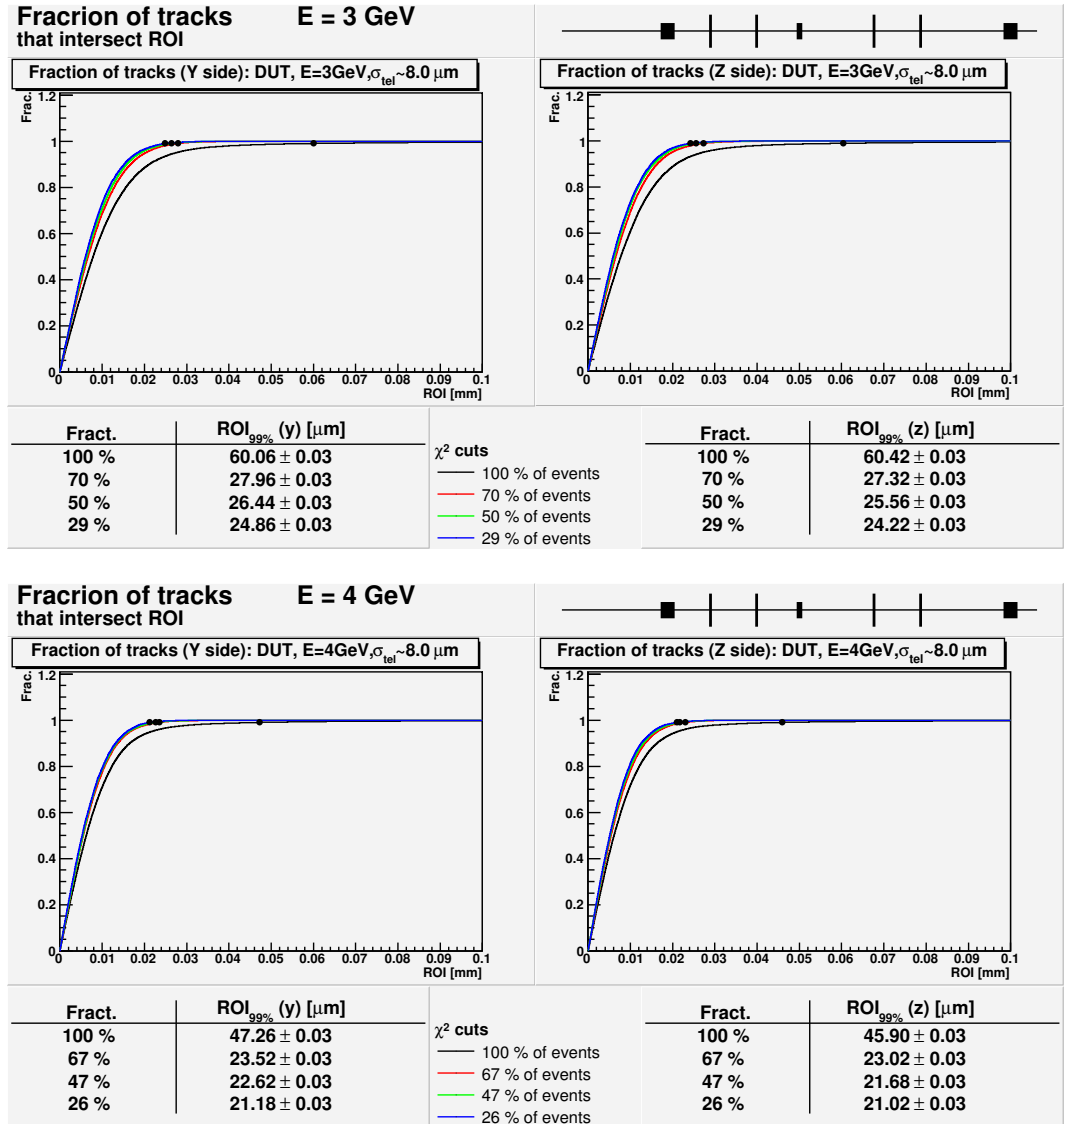 Fracrion of tracks E = 3 GeV
that intersect ROI
Fraction of tracks (Y side): DUT, E=3GeV,σtel~8.0 μm
Frac.
1.2
1
0.8
0.6
0.4
0.2
0
0 0.01 0.02 0.03 0.04 0.05 0.06 0.07 0.08 0.09 0.1
ROI [mm]
Fraction of tracks (Z side): DUT, E=3GeV,σtel~8.0 μm
Frac.
1.2
1
0.8
0.6
0.4
0.2
0
0 0.01 0.02 0.03 0.04 0.05 0.06 0.07 0.08 0.09 0.1
ROI [mm]
Fract. ROI99% (y) [μm]
100 % 60.06 ± 0.03
70 % 27.96 ± 0.03
50 % 26.44 ± 0.03
29 % 24.86 ± 0.03
χ² cuts
100 % of events
70 % of events
50 % of events
29 % of events
Fract. ROI99% (z) [μm]
100 % 60.42 ± 0.03
70 % 27.32 ± 0.03
50 % 25.56 ± 0.03
29 % 24.22 ± 0.03
Fracrion of tracks E = 4 GeV
that intersect ROI
Fraction of tracks (Y side): DUT, E=4GeV,σtel~8.0 μm
Frac.
1.2
1
0.8
0.6
0.4
0.2
0
0 0.01 0.02 0.03 0.04 0.05 0.06 0.07 0.08 0.09 0.1
ROI [mm]
Fraction of tracks (Z side): DUT, E=4GeV,σtel~8.0 μm
Frac.
1.2
1
0.8
0.6
0.4
0.2
0
0 0.01 0.02 0.03 0.04 0.05 0.06 0.07 0.08 0.09 0.1
ROI [mm]
Fract. ROI99% (y) [μm]
100 % 47.26 ± 0.03
67 % 23.52 ± 0.03
47 % 22.62 ± 0.03
26 % 21.18 ± 0.03
χ² cuts
100 % of events
67 % of events
47 % of events
26 % of events
Fract. ROI99% (z) [μm]
100 % 45.90 ± 0.03
67 % 23.02 ± 0.03
47 % 21.68 ± 0.03
26 % 21.02 ± 0.03